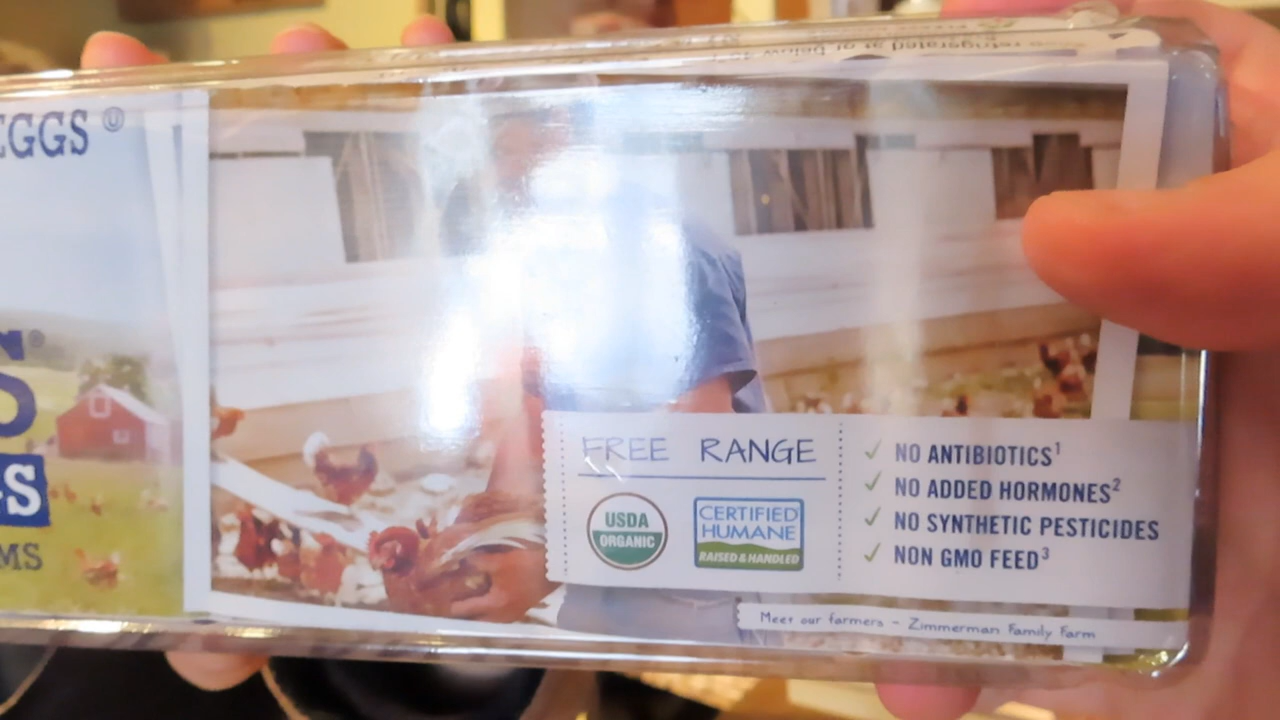 EGGS
S®
S
MS
FREE RANGE
USDA
ORGANIC
CERTIFIED
HUMANE
RAISED & HANDLED
✓ NO ANTIBIOTICS¹
✓ NO ADDED HORMONES²
✓ NO SYNTHETIC PESTICIDES
✓ NON GMO FEED³
Meet our farmers - Zimmerman Family Farm